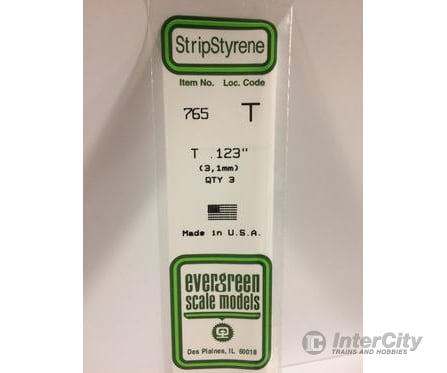 StripStyrene
Item No. Loc. Code
765 T
T .123"
(3,1mm)
QTY 3
Made in U.S.A.
evergreen
scale models
Des Plaines, IL 60018
IC InterCity
TRAINS AND HOBBIES